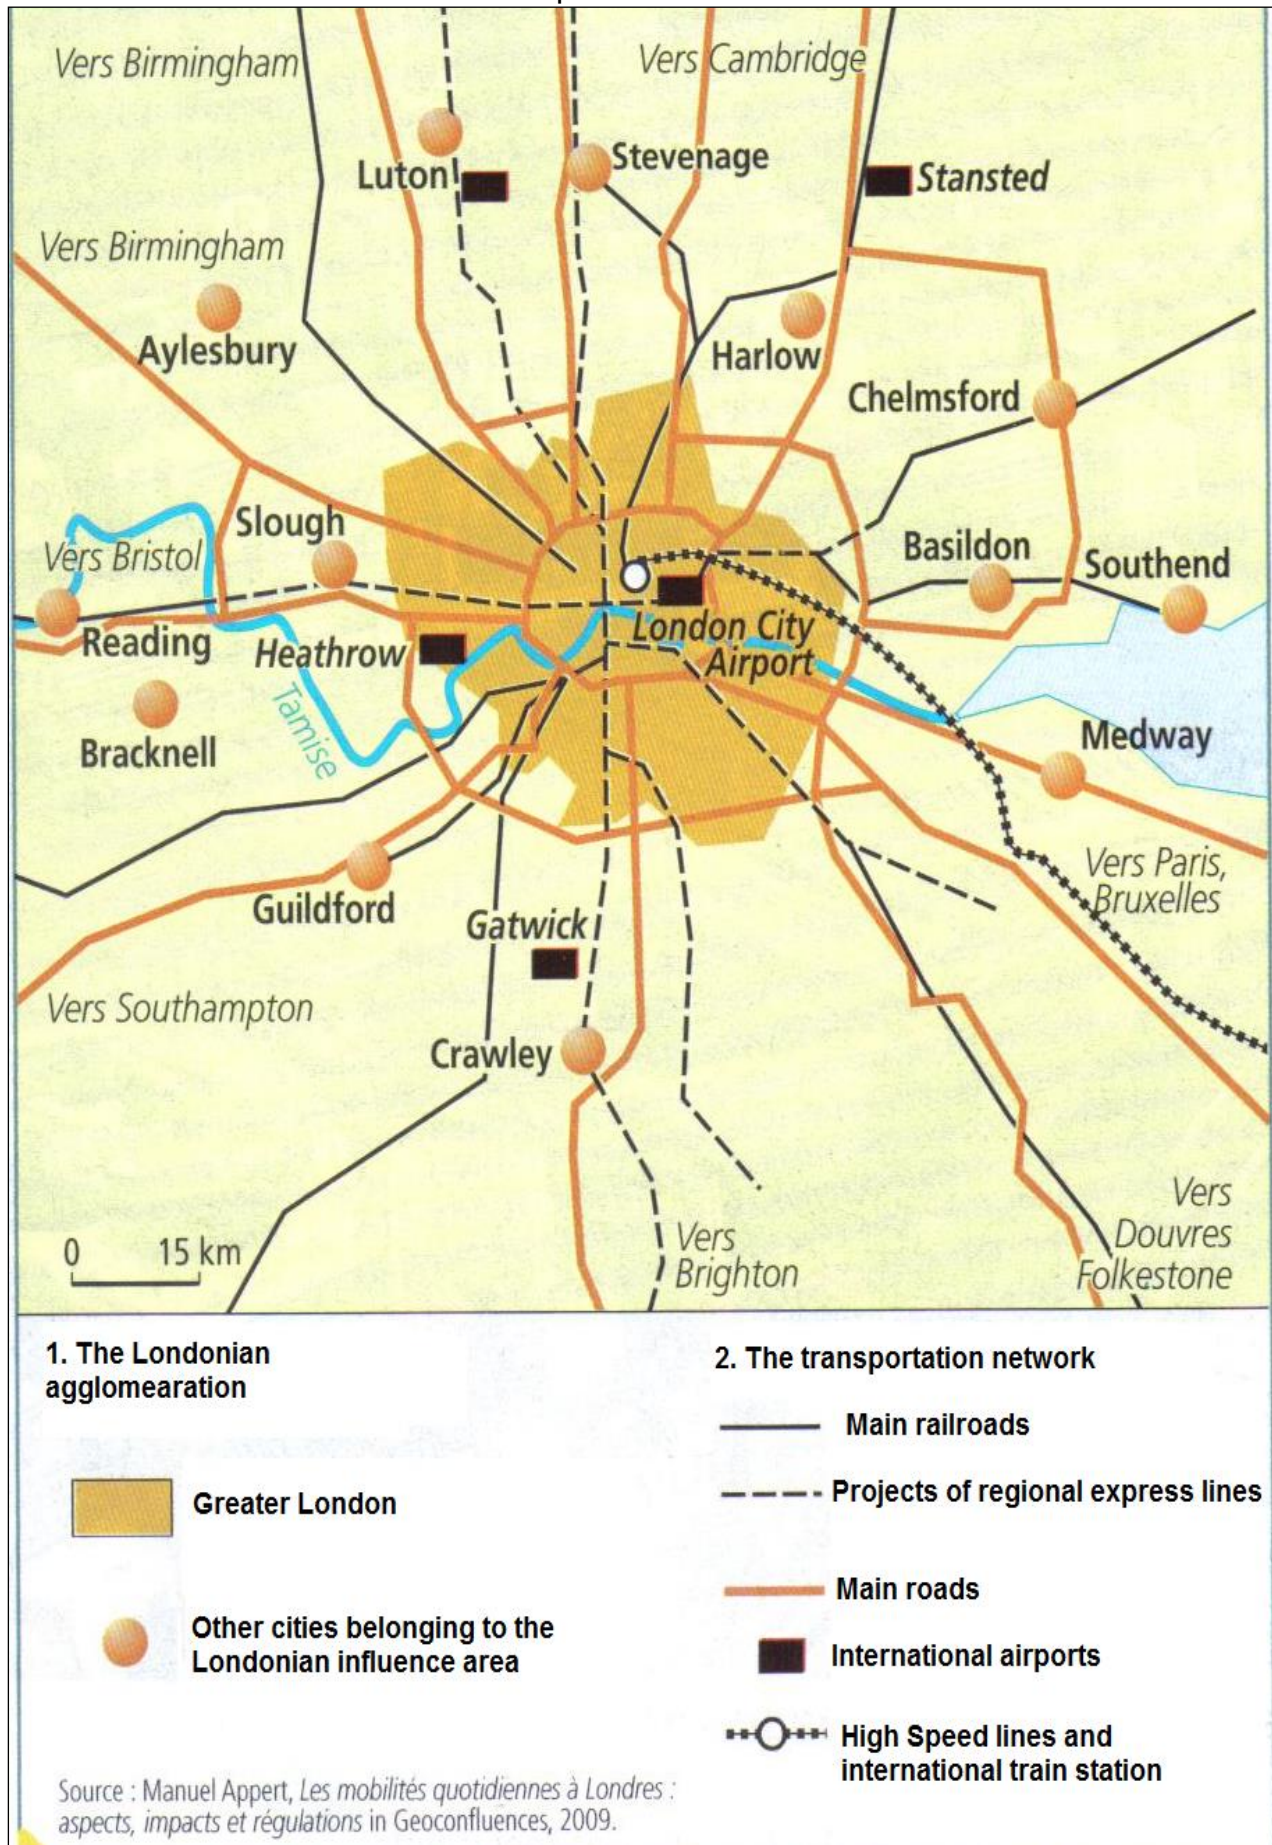 Vers Birmingham
Vers Cambridge
Luton
Stevenage
Stansted
Vers Birmingham
Aylesbury
Harlow
Chelmsford
Slough
Vers Bristol
Basildon
Southend
Reading
Heathrow
London City
Airport
Tamise
Bracknell
Medway
Vers Paris,
Bruxelles
Guildford
Gatwick
Vers Southampton
Crawley
Vers
Douvres
Folkestone
Vers
Brighton
0 15 km
1. The Londonian
agglomearation
Greater London
Other cities belonging to the
Londonian influence area
2. The transportation network
Main railroads
Projects of regional express lines
Main roads
International airports
High Speed lines and
international train station
Source : Manuel Appert, Les mobilités quotidiennes à Londres :
aspects, impacts et régulations in Geoconfluences, 2009.